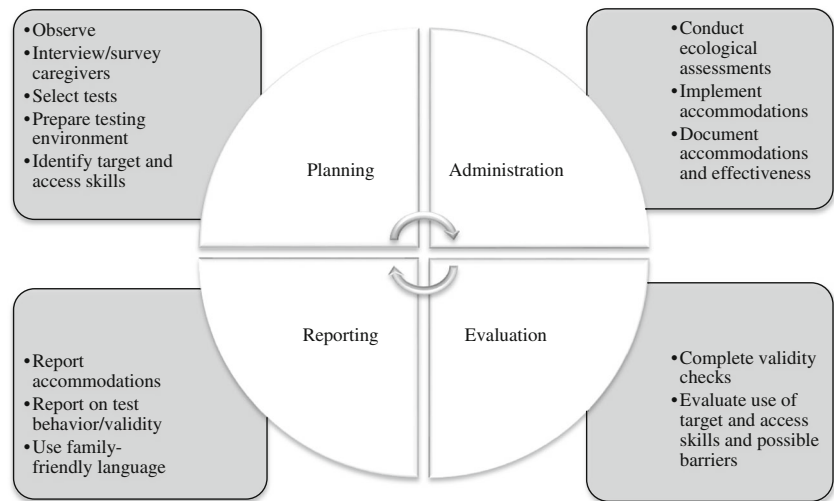 •Observe
•Interview/survey
caregivers
•Select tests
•Prepare testing
environment
•Identify target and
access skills
•Conduct
ecological
assessments
•Implement
accommodations
•Document
accommodations
and effectiveness
Planning
Administration
Reporting
Evaluation
•Report
accommodations
•Report on test
behavior/validity
•Use family-
friendly language
•Complete validity
checks
•Evaluate use of
target and access
skills and possible
barriers